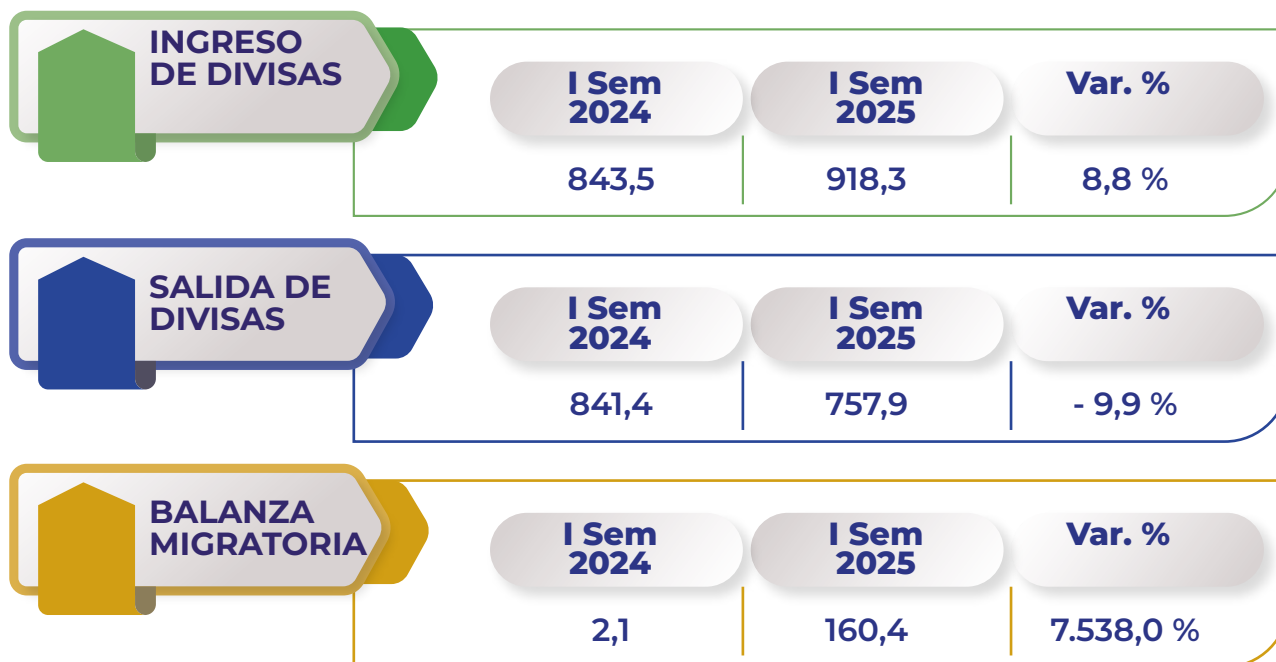 INGRESO
DE DIVISAS
I Sem
2024
I Sem
2025
Var. %
843,5
918,3
8,8 %
SALIDA DE
DIVISAS
I Sem
2024
I Sem
2025
Var. %
841,4
757,9
- 9,9 %
BALANZA
MIGRATORIA
I Sem
2024
I Sem
2025
Var. %
2,1
160,4
7.538,0 %